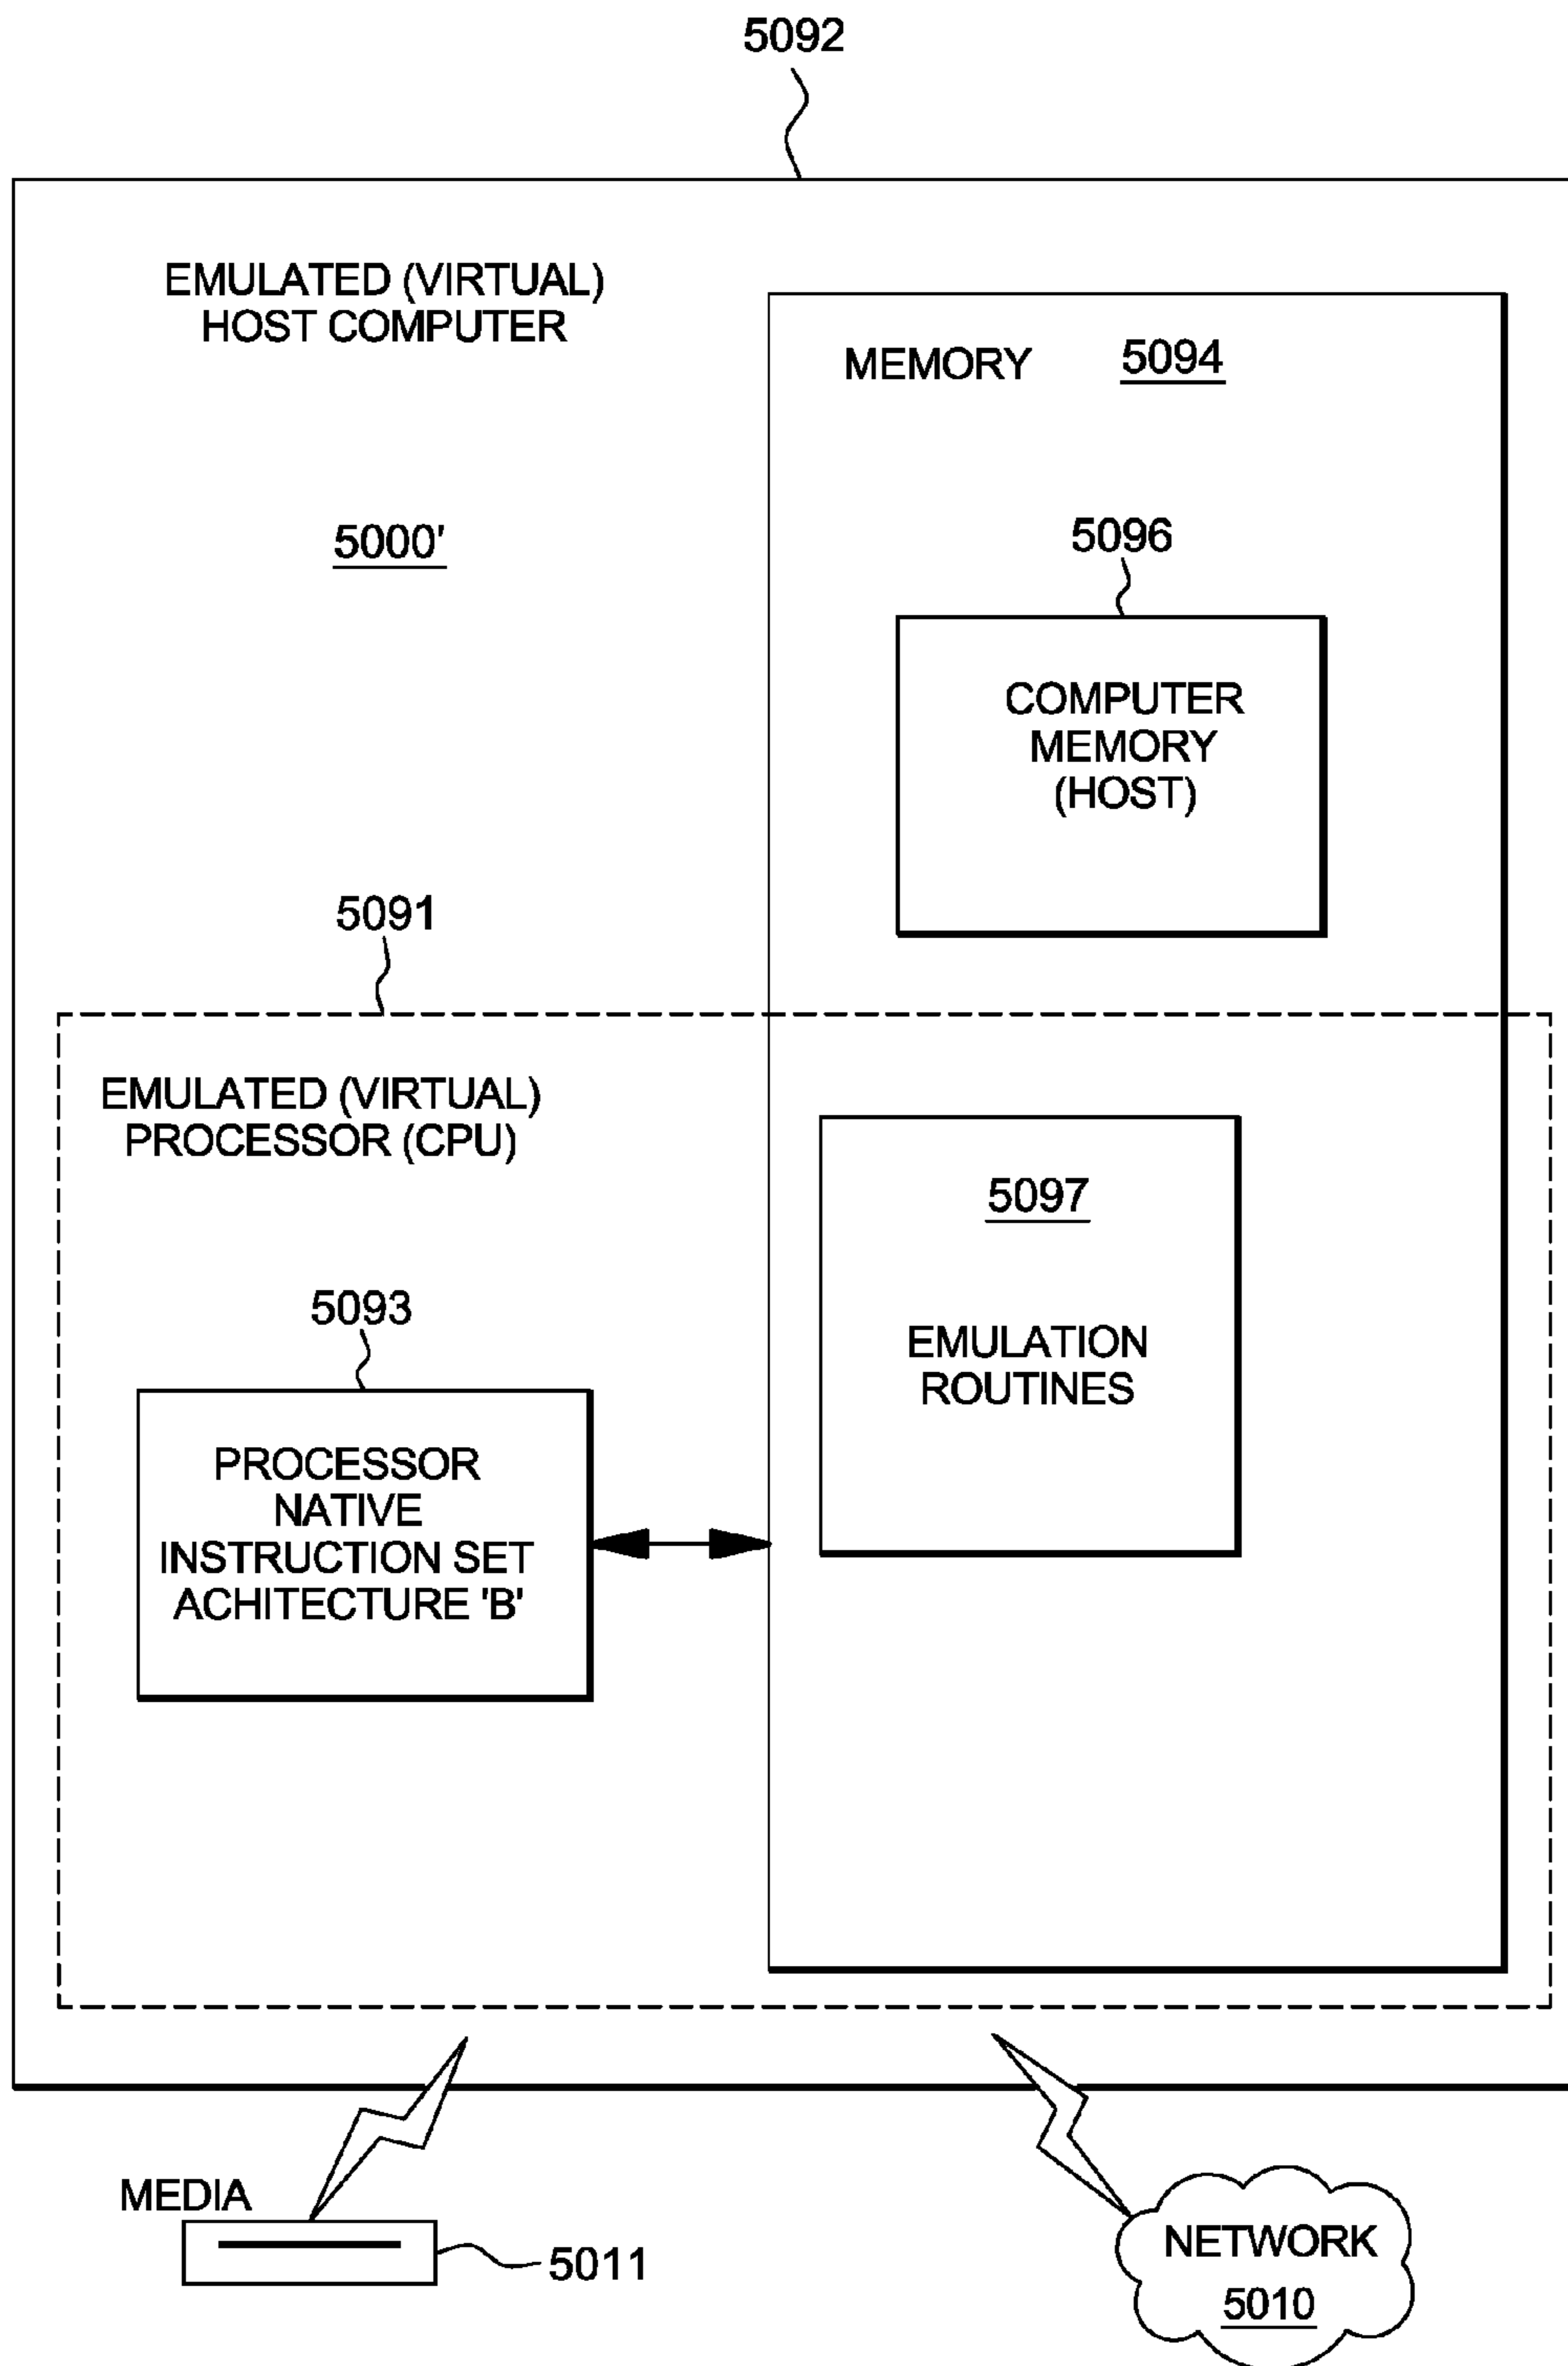 5092
EMULATED (VIRTUAL)
HOST COMPUTER
MEMORY 5094
5000'
5096
COMPUTER
MEMORY
(HOST)
5091
EMULATED (VIRTUAL)
PROCESSOR (CPU)
5097
EMULATION
ROUTINES
5093
PROCESSOR
NATIVE
INSTRUCTION SET
ACHITECTURE 'B'
MEDIA
5011
NETWORK
5010